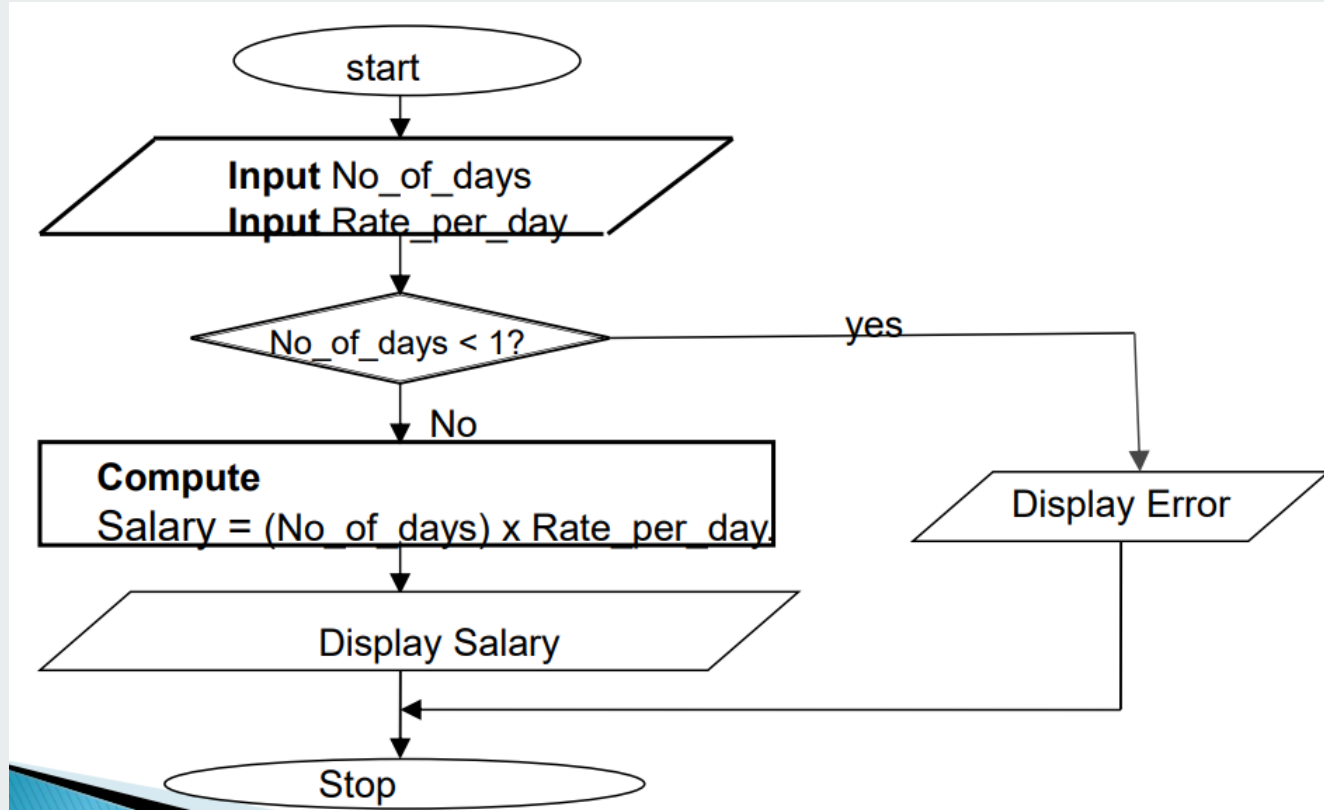 start
Input No_of_days
Input Rate_per_day
No_of_days < 1?
yes
No
Compute
Salary = (No_of_days) x Rate_per_day.
Display Error
Display Salary
Stop